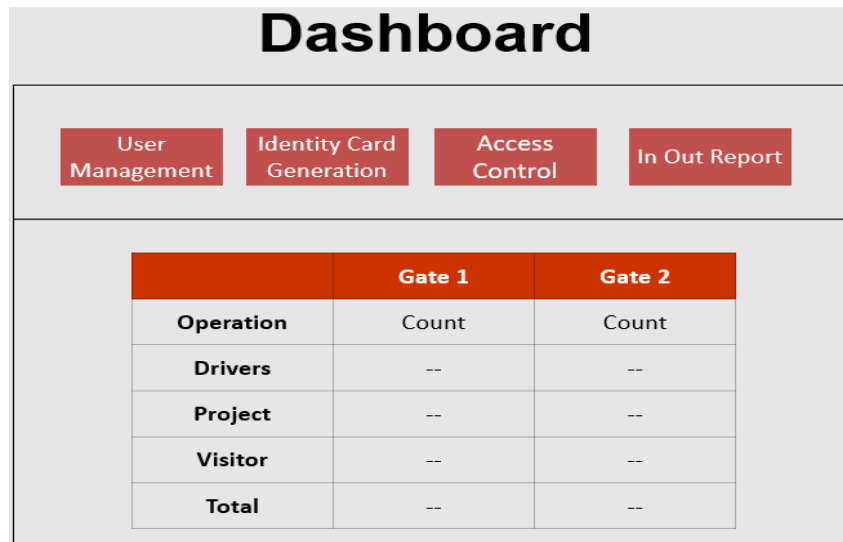 Dashboard
User
Management
Identity Card
Generation
Access
Control
In Out Report
Gate 1 Gate 2
Operation Count Count
Drivers -- --
Project -- --
Visitor -- --
Total -- --